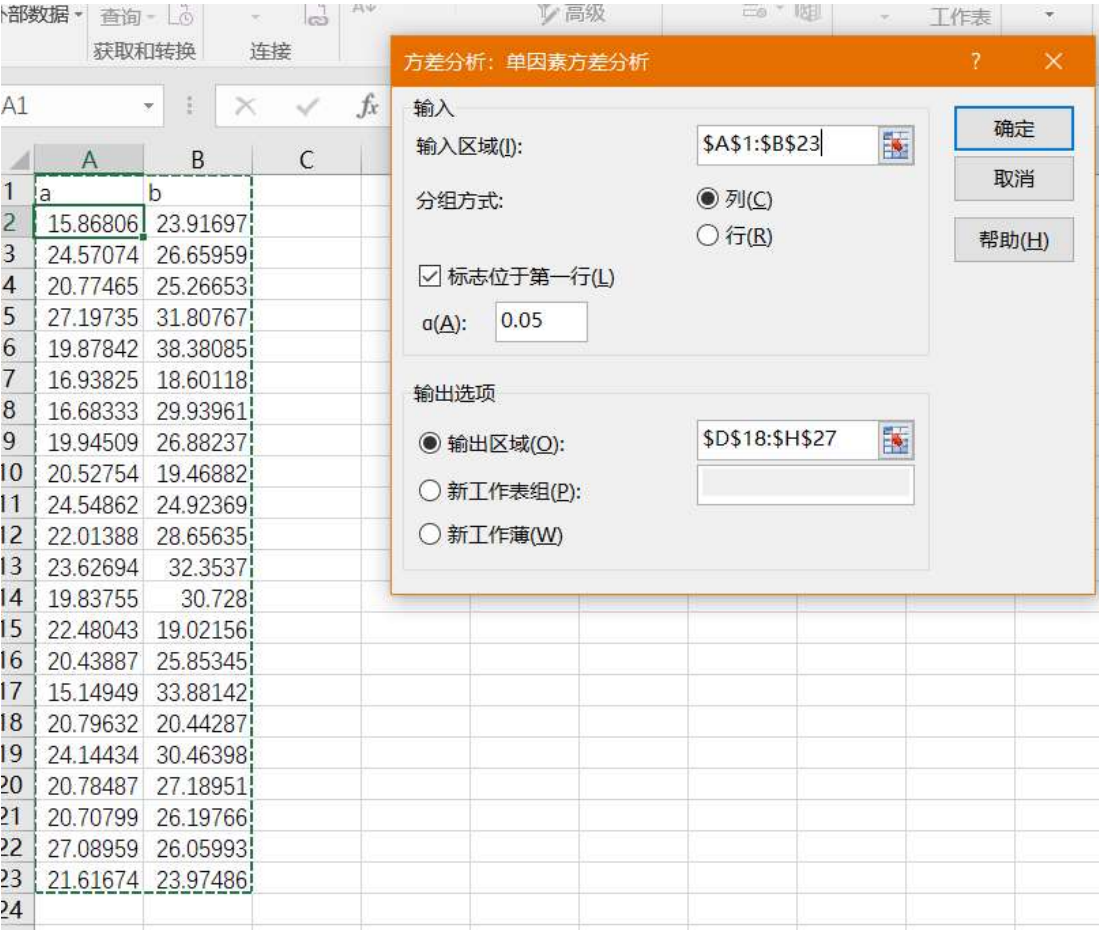 部数据 查询 高级 工作表
获取和转换 连接
方差分析：单因素方差分析 ? ×
A1 fx
输入
输入区域(I): $A$1:$B$23
确定
取消
帮助(H)
分组方式: 列(C)
行(R)
标志位于第一行(L)
α(A): 0.05
输出选项
输出区域(O): $D$18:$H$27
新工作表组(P):
新工作薄(W)
A B C
1 a b
2 15.86806 23.91697
3 24.57074 26.65959
4 20.77465 25.26653
5 27.19735 31.80767
6 19.87842 38.38085
7 16.93825 18.60118
8 16.68333 29.93961
9 19.94509 26.88237
10 20.52754 19.46882
11 24.54862 24.92369
12 22.01388 28.65635
13 23.62694 32.3537
14 19.83755 30.728
15 22.48043 19.02156
16 20.43887 25.85345
17 15.14949 33.88142
18 20.79632 20.44287
19 24.14434 30.46398
20 20.78487 27.18951
21 20.70799 26.19766
22 27.08959 26.05993
23 21.61674 23.97486
24